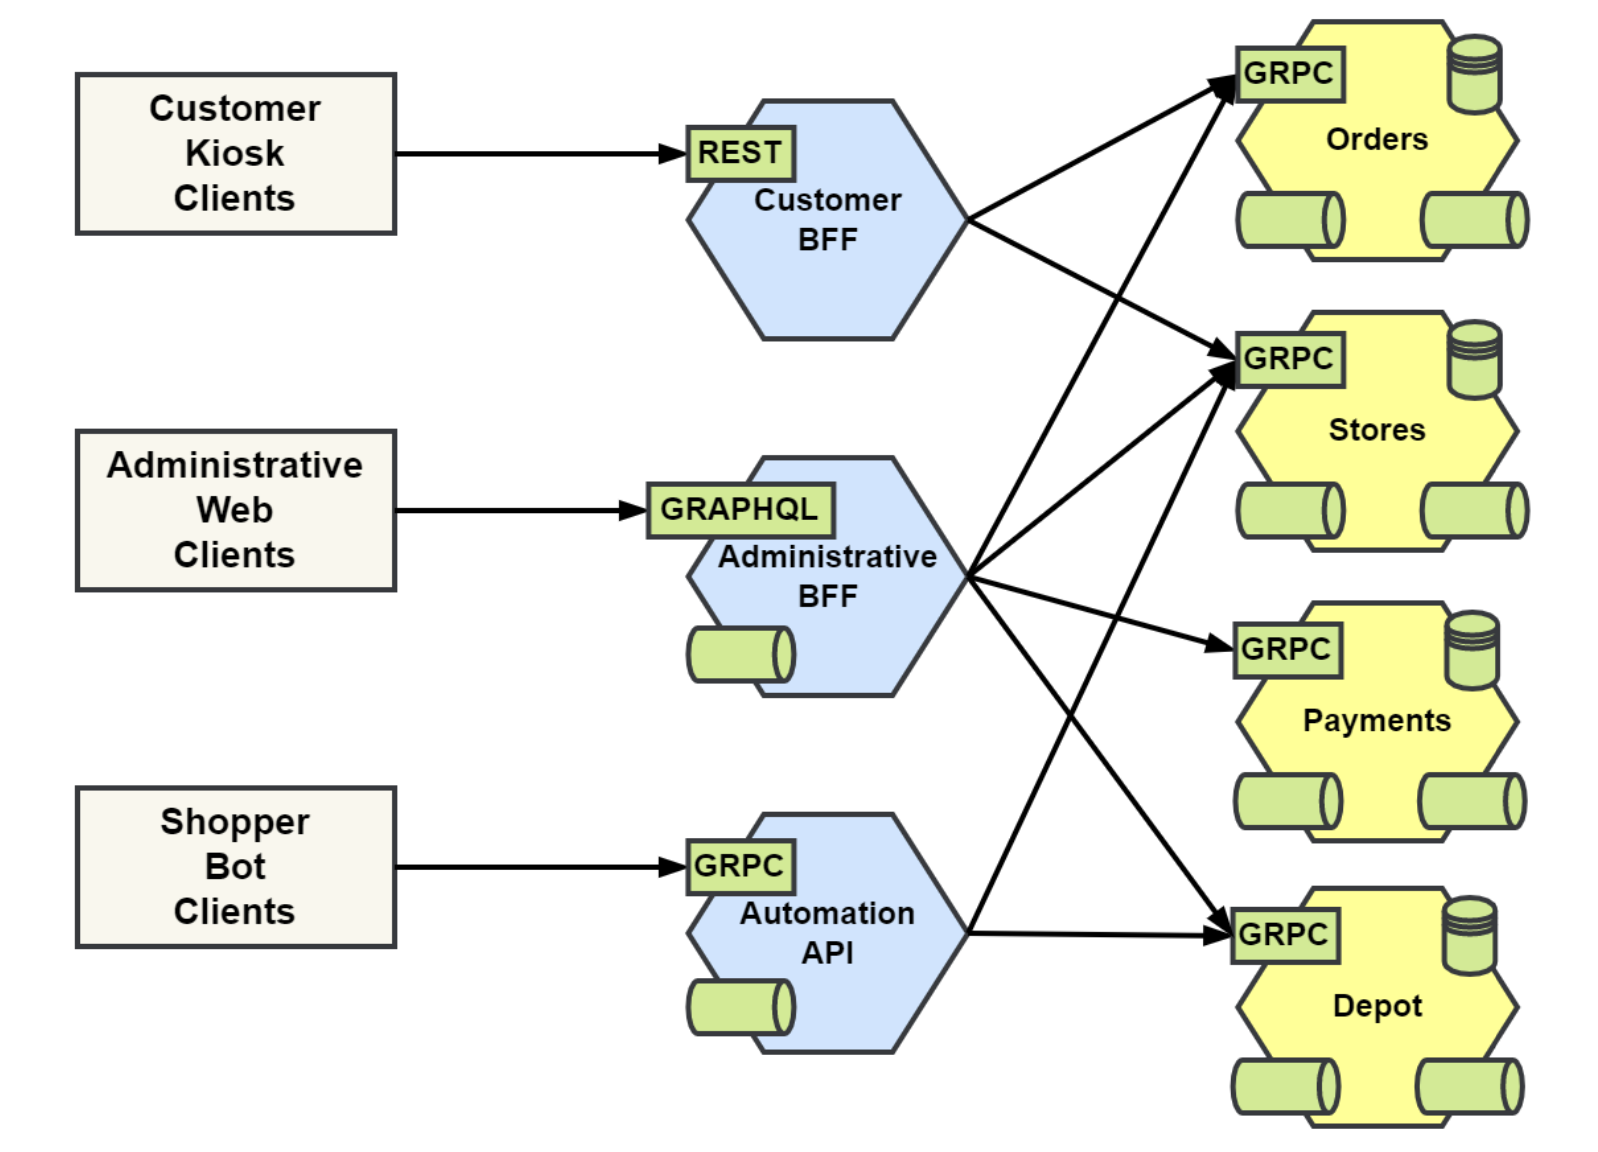 Customer
Kiosk
Clients
REST
Customer
BFF
GRPC
Orders
GRPC
Stores
Administrative
Web
Clients
GRAPHQL
Administrative
BFF
GRPC
Payments
Shopper
Bot
Clients
GRPC
Automation
API
GRPC
Depot